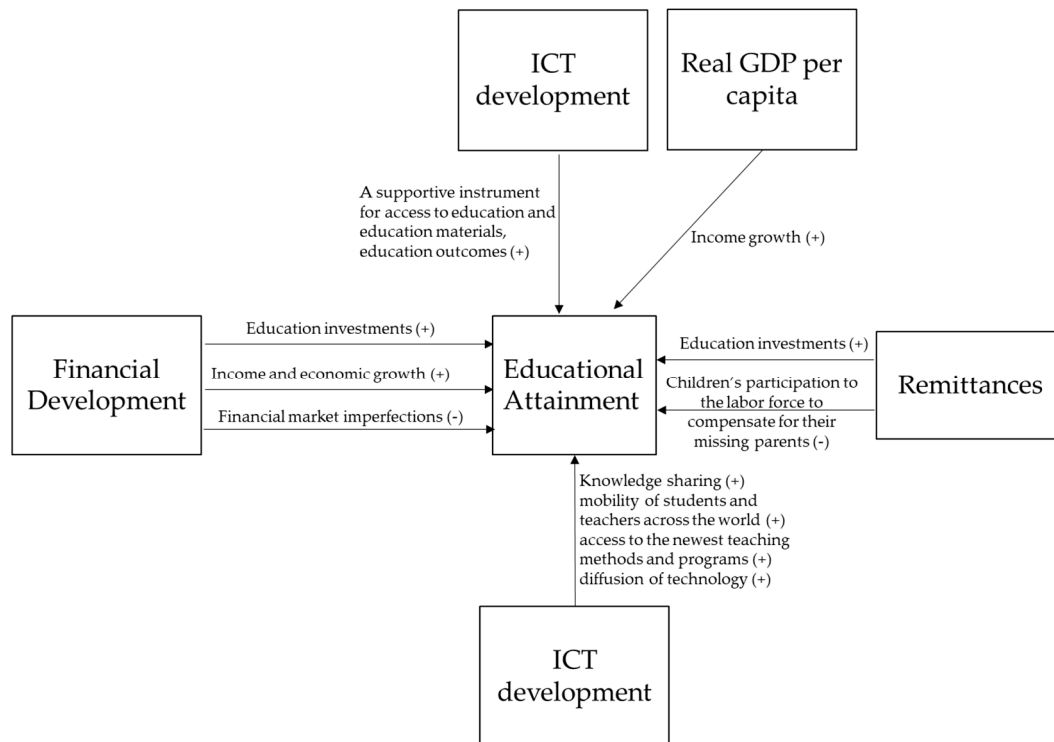 ICT
development
Real GDP per
capita
A supportive instrument
for access to education and
education materials,
education outcomes (+)
Income growth (+)
Financial
Development
Education investments (+)
Income and economic growth (+)
Financial market imperfections (-)
Educational
Attainment
Education investments (+)
Children's participation to
the labor force to
compensate for their
missing parents (-)
Remittances
Knowledge sharing (+)
mobility of students and
teachers across the world (+)
access to the newest teaching
methods and programs (+)
diffusion of technology (+)
ICT
development